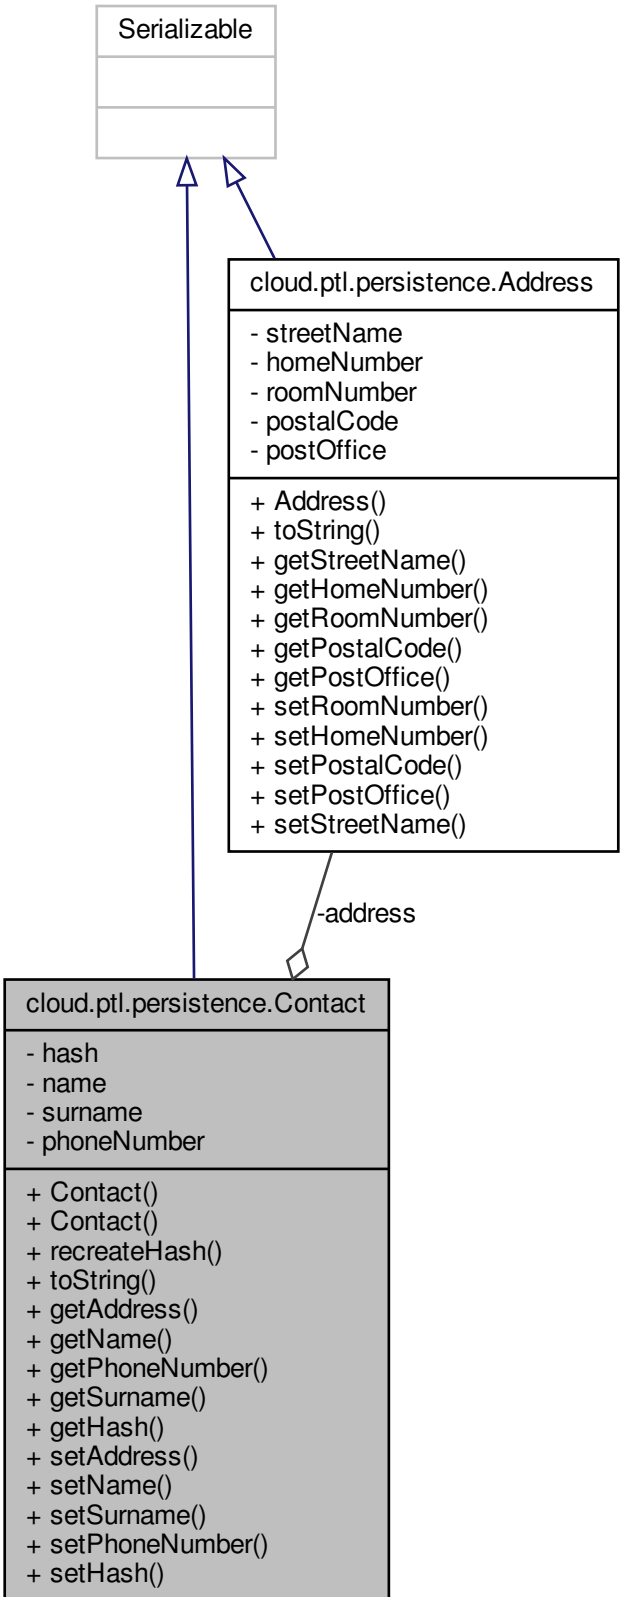 Serializable
cloud.ptl.persistence.Address
- streetName
- homeNumber
- roomNumber
- postalCode
- postOffice
+ Address()
+ toString()
+ getStreetName()
+ getHomeNumber()
+ getRoomNumber()
+ getPostalCode()
+ getPostOffice()
+ setRoomNumber()
+ setHomeNumber()
+ setPostalCode()
+ setPostOffice()
+ setStreetName()
-address
cloud.ptl.persistence.Contact
- hash
- name
- surname
- phoneNumber
+ Contact()
+ Contact()
+ recreateHash()
+ toString()
+ getAddress()
+ getName()
+ getPhoneNumber()
+ getSurname()
+ getHash()
+ setAddress()
+ setName()
+ setSurname()
+ setPhoneNumber()
+ setHash()